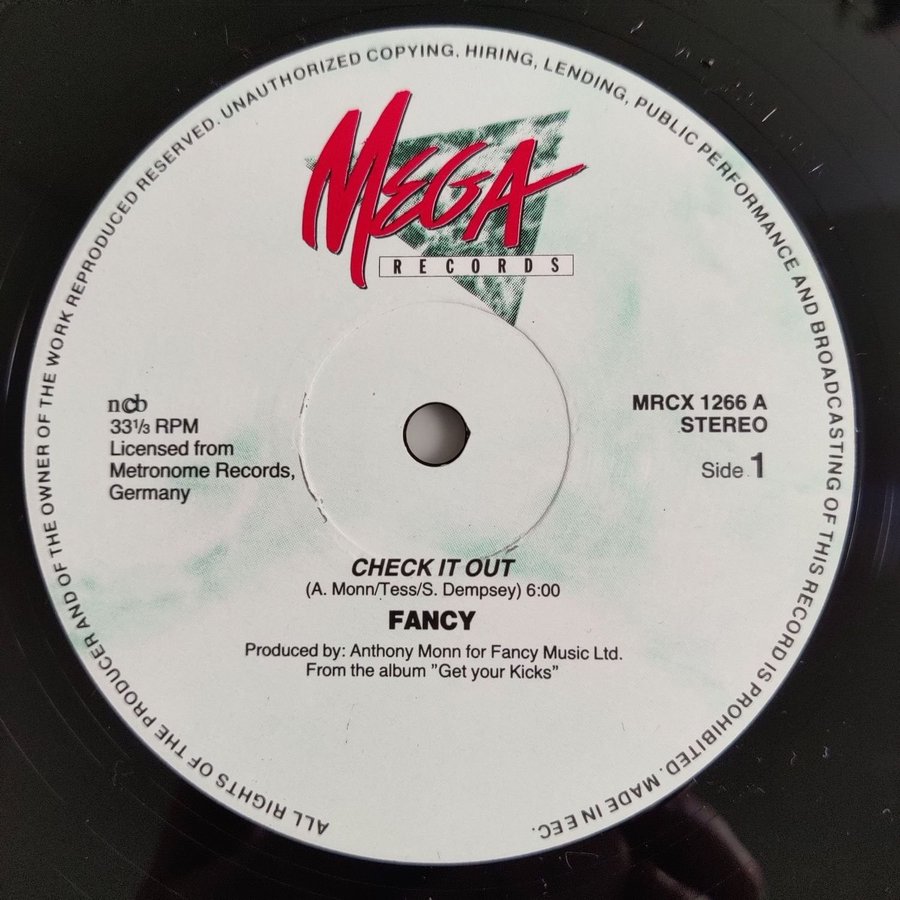 ALL RIGHTS OF THE PRODUCER AND OF THE OWNER OF THE WORK REPRODUCED RESERVED. UNAUTHORIZED COPYING. HIRING, LENDING, PUBLIC PERFORMANCE AND BROADCASTING OF THIS RECORD IS PROHIBITED. MADE IN EEC.
MEGA
RECORDS
ncb
33⅓ RPM
Licensed from
Metronome Records,
Germany
MRCX 1266 A
STEREO
Side 1
CHECK IT OUT
(A. Monn/Tess/S. Dempsey) 6:00
FANCY
Produced by: Anthony Monn for Fancy Music Ltd.
From the album "Get your Kicks"